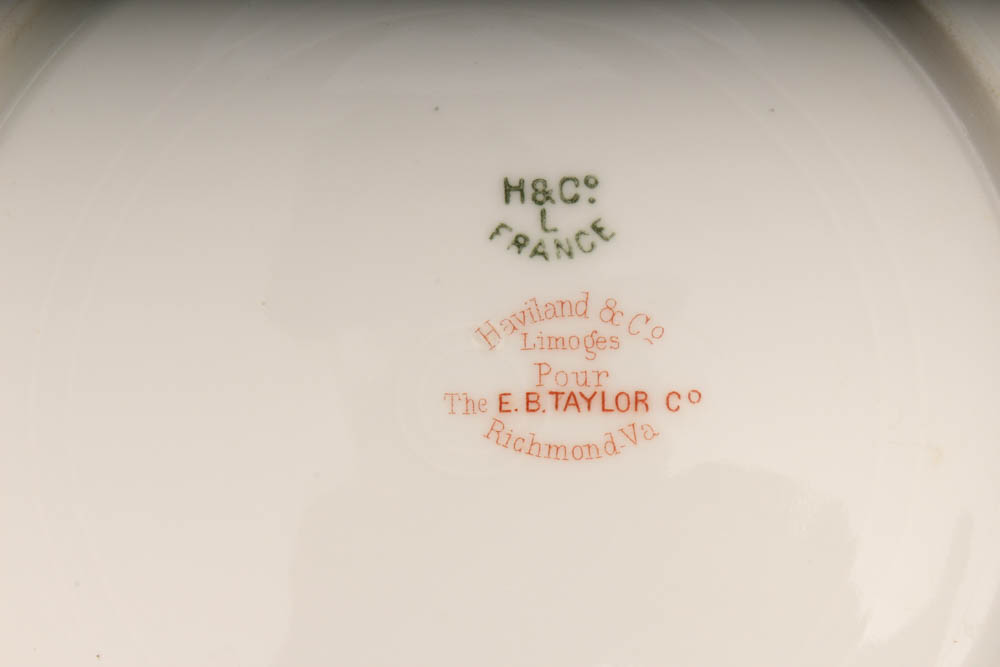 H&Cº
L
FRANCE
Haviland & Cº
Limoges
Pour
The E.B.TAYLOR Cº
Richmond-Va